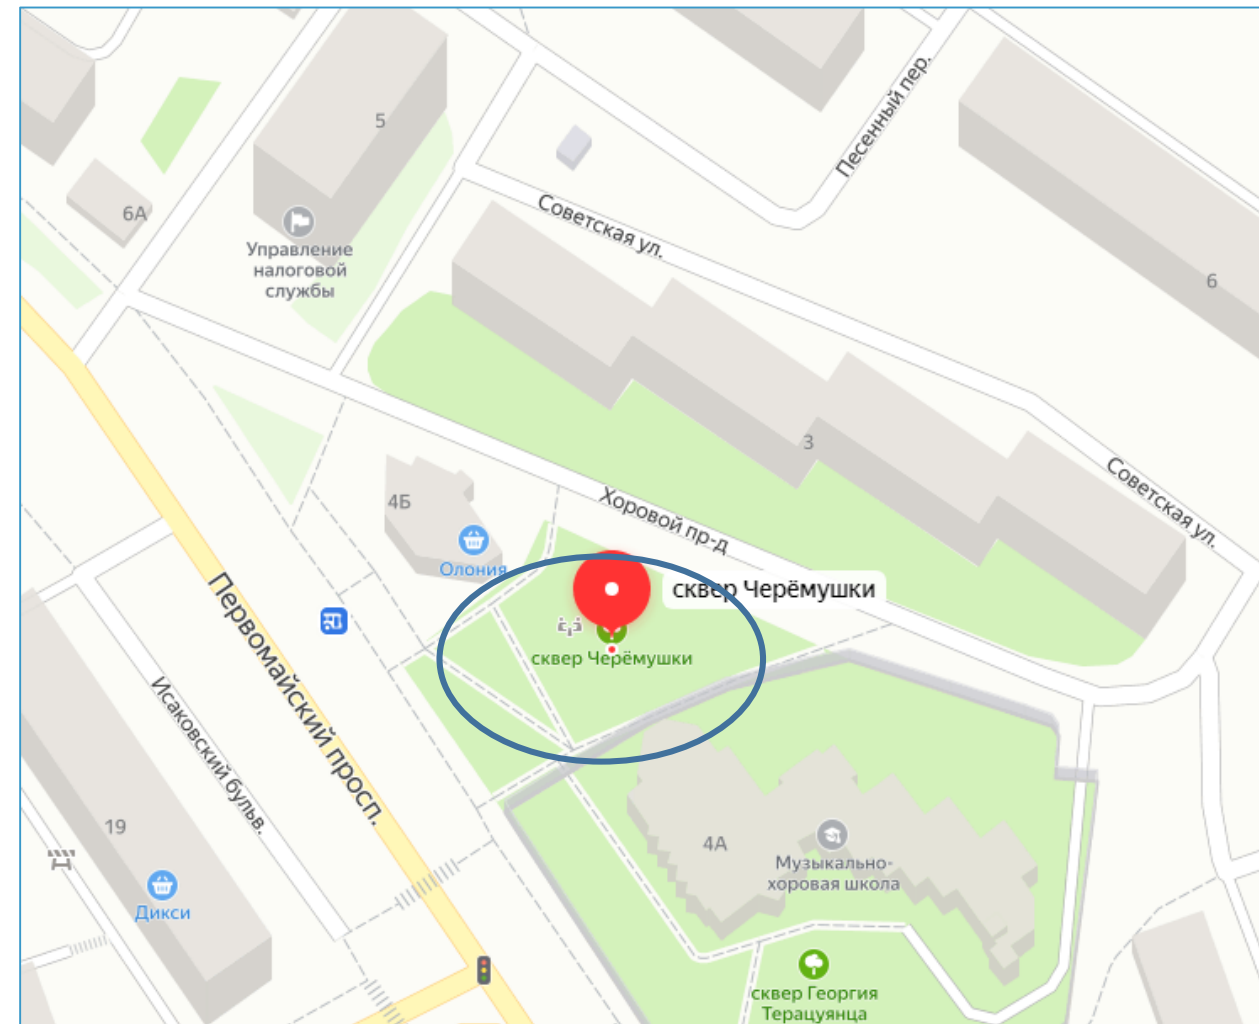 5
Песенный пер.
6А
Советская ул.
Управление
налоговой
службы
6
3
Советская ул.
4Б
Хоровой пр-д
Олония
сквер Черёмушки
Первомайский просп.
сквер Черёмушки
Исаковский бульв.
19
4А
Музыкально-
хоровая школа
Дикси
сквер Георгия
Терацуянца